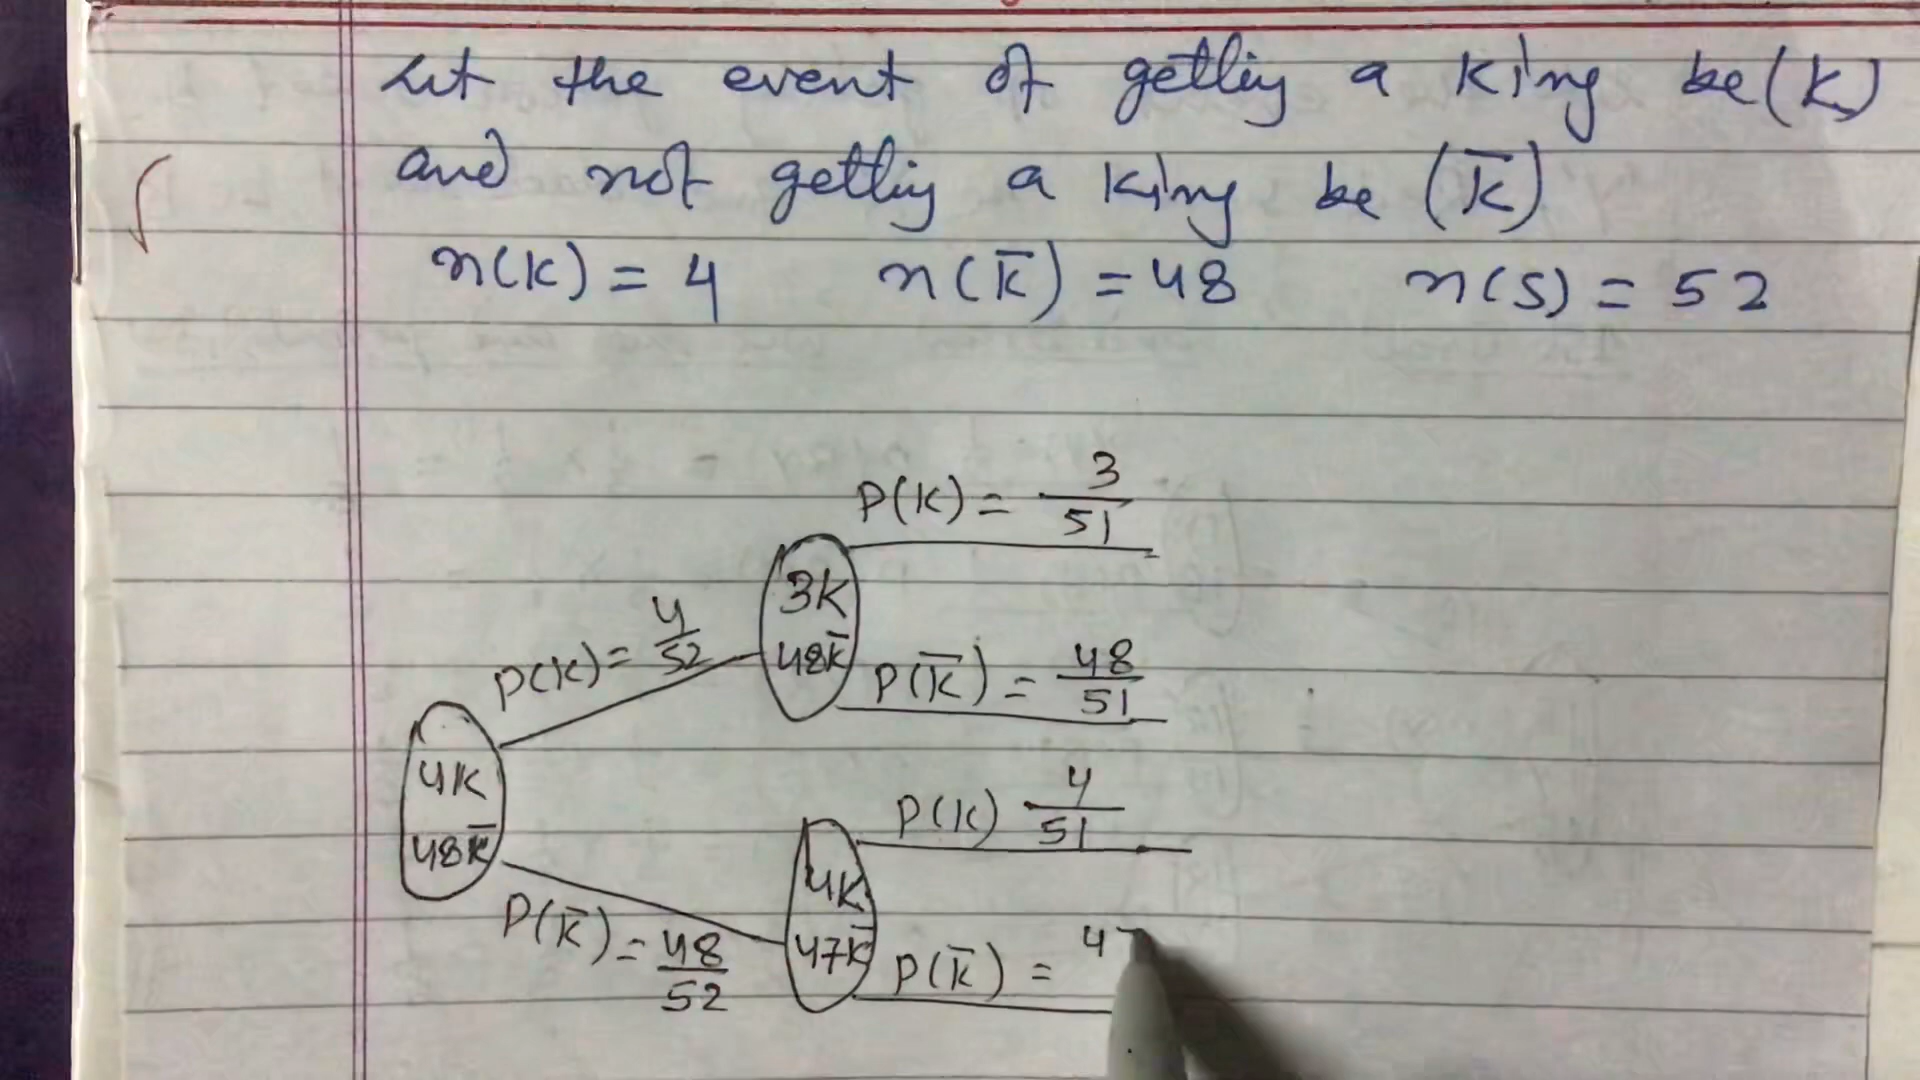 Let the event of getting a king be (K)
and not getting a king be (K̅)
n(K) = 4 n(K̅) = 48 n(S) = 52
P(K) = 3/51
3K
48K̅
P(K) = 4/52
P(K̅) = 48/51
4K
48K̅
P(K) 4/51
4K
47K̅
P(K̅) = 48/52
P(K̅) = 47